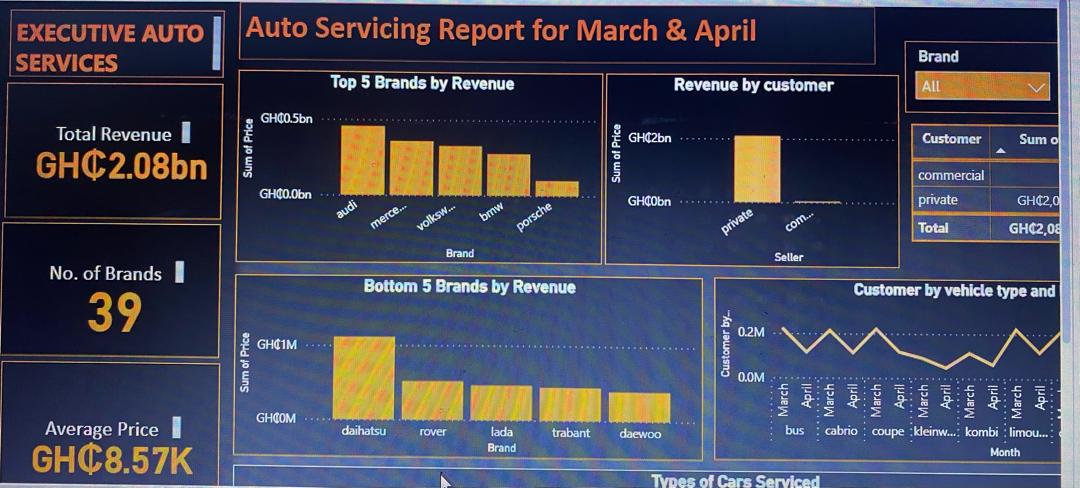 EXECUTIVE AUTO
SERVICES
Auto Servicing Report for March & April
Total Revenue
GH₵2.08bn
No. of Brands
39
Average Price
GH₵8.57K
Top 5 Brands by Revenue
Sum of Price
GH₵0.5bn
GH₵0.0bn
audi
merce...
volksw...
bmw
porsche
Brand
Revenue by customer
Sum of Price
GH₵2bn
GH₵0bn
private
com...
Seller
Brand
All
Customer Sum o
commercial
private GH₵2,0
Total GH₵2,08
Bottom 5 Brands by Revenue
Sum of Price
GH₵1M
GH₵0M
daihatsu rover lada trabant daewoo
Brand
Customer by vehicle type and
Customer by...
0.2M
0.0M
March April March April March April March April March April March April
bus cabrio coupe kleinw... kombi limou...
Month
Types of Cars Serviced